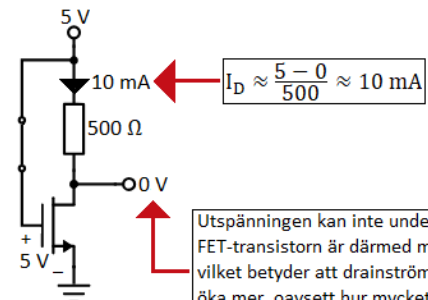 5 V
10 mA
I_D ≈ (5 − 0)/500 ≈ 10 mA
500 Ω
0 V
+
5 V
−
Utspänningen kan inte unde
FET-transistorn är därmed m
vilket betyder att drainström
öka mer, oavsett hur mycket